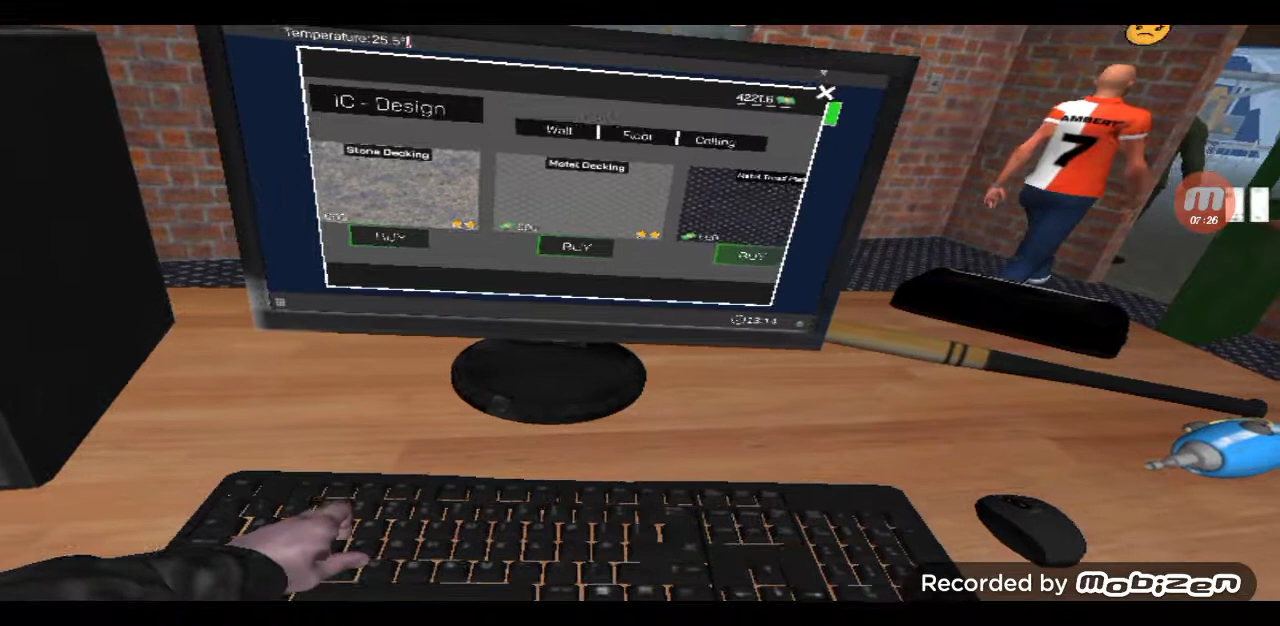 Temperature:25.5°
4221.6
IC - Design
Wall
Floor
Ceiling
Stone Decking
Metal Decking
BUY
BUY
BUY
AMBERT
7
07:26
Recorded by mobizen